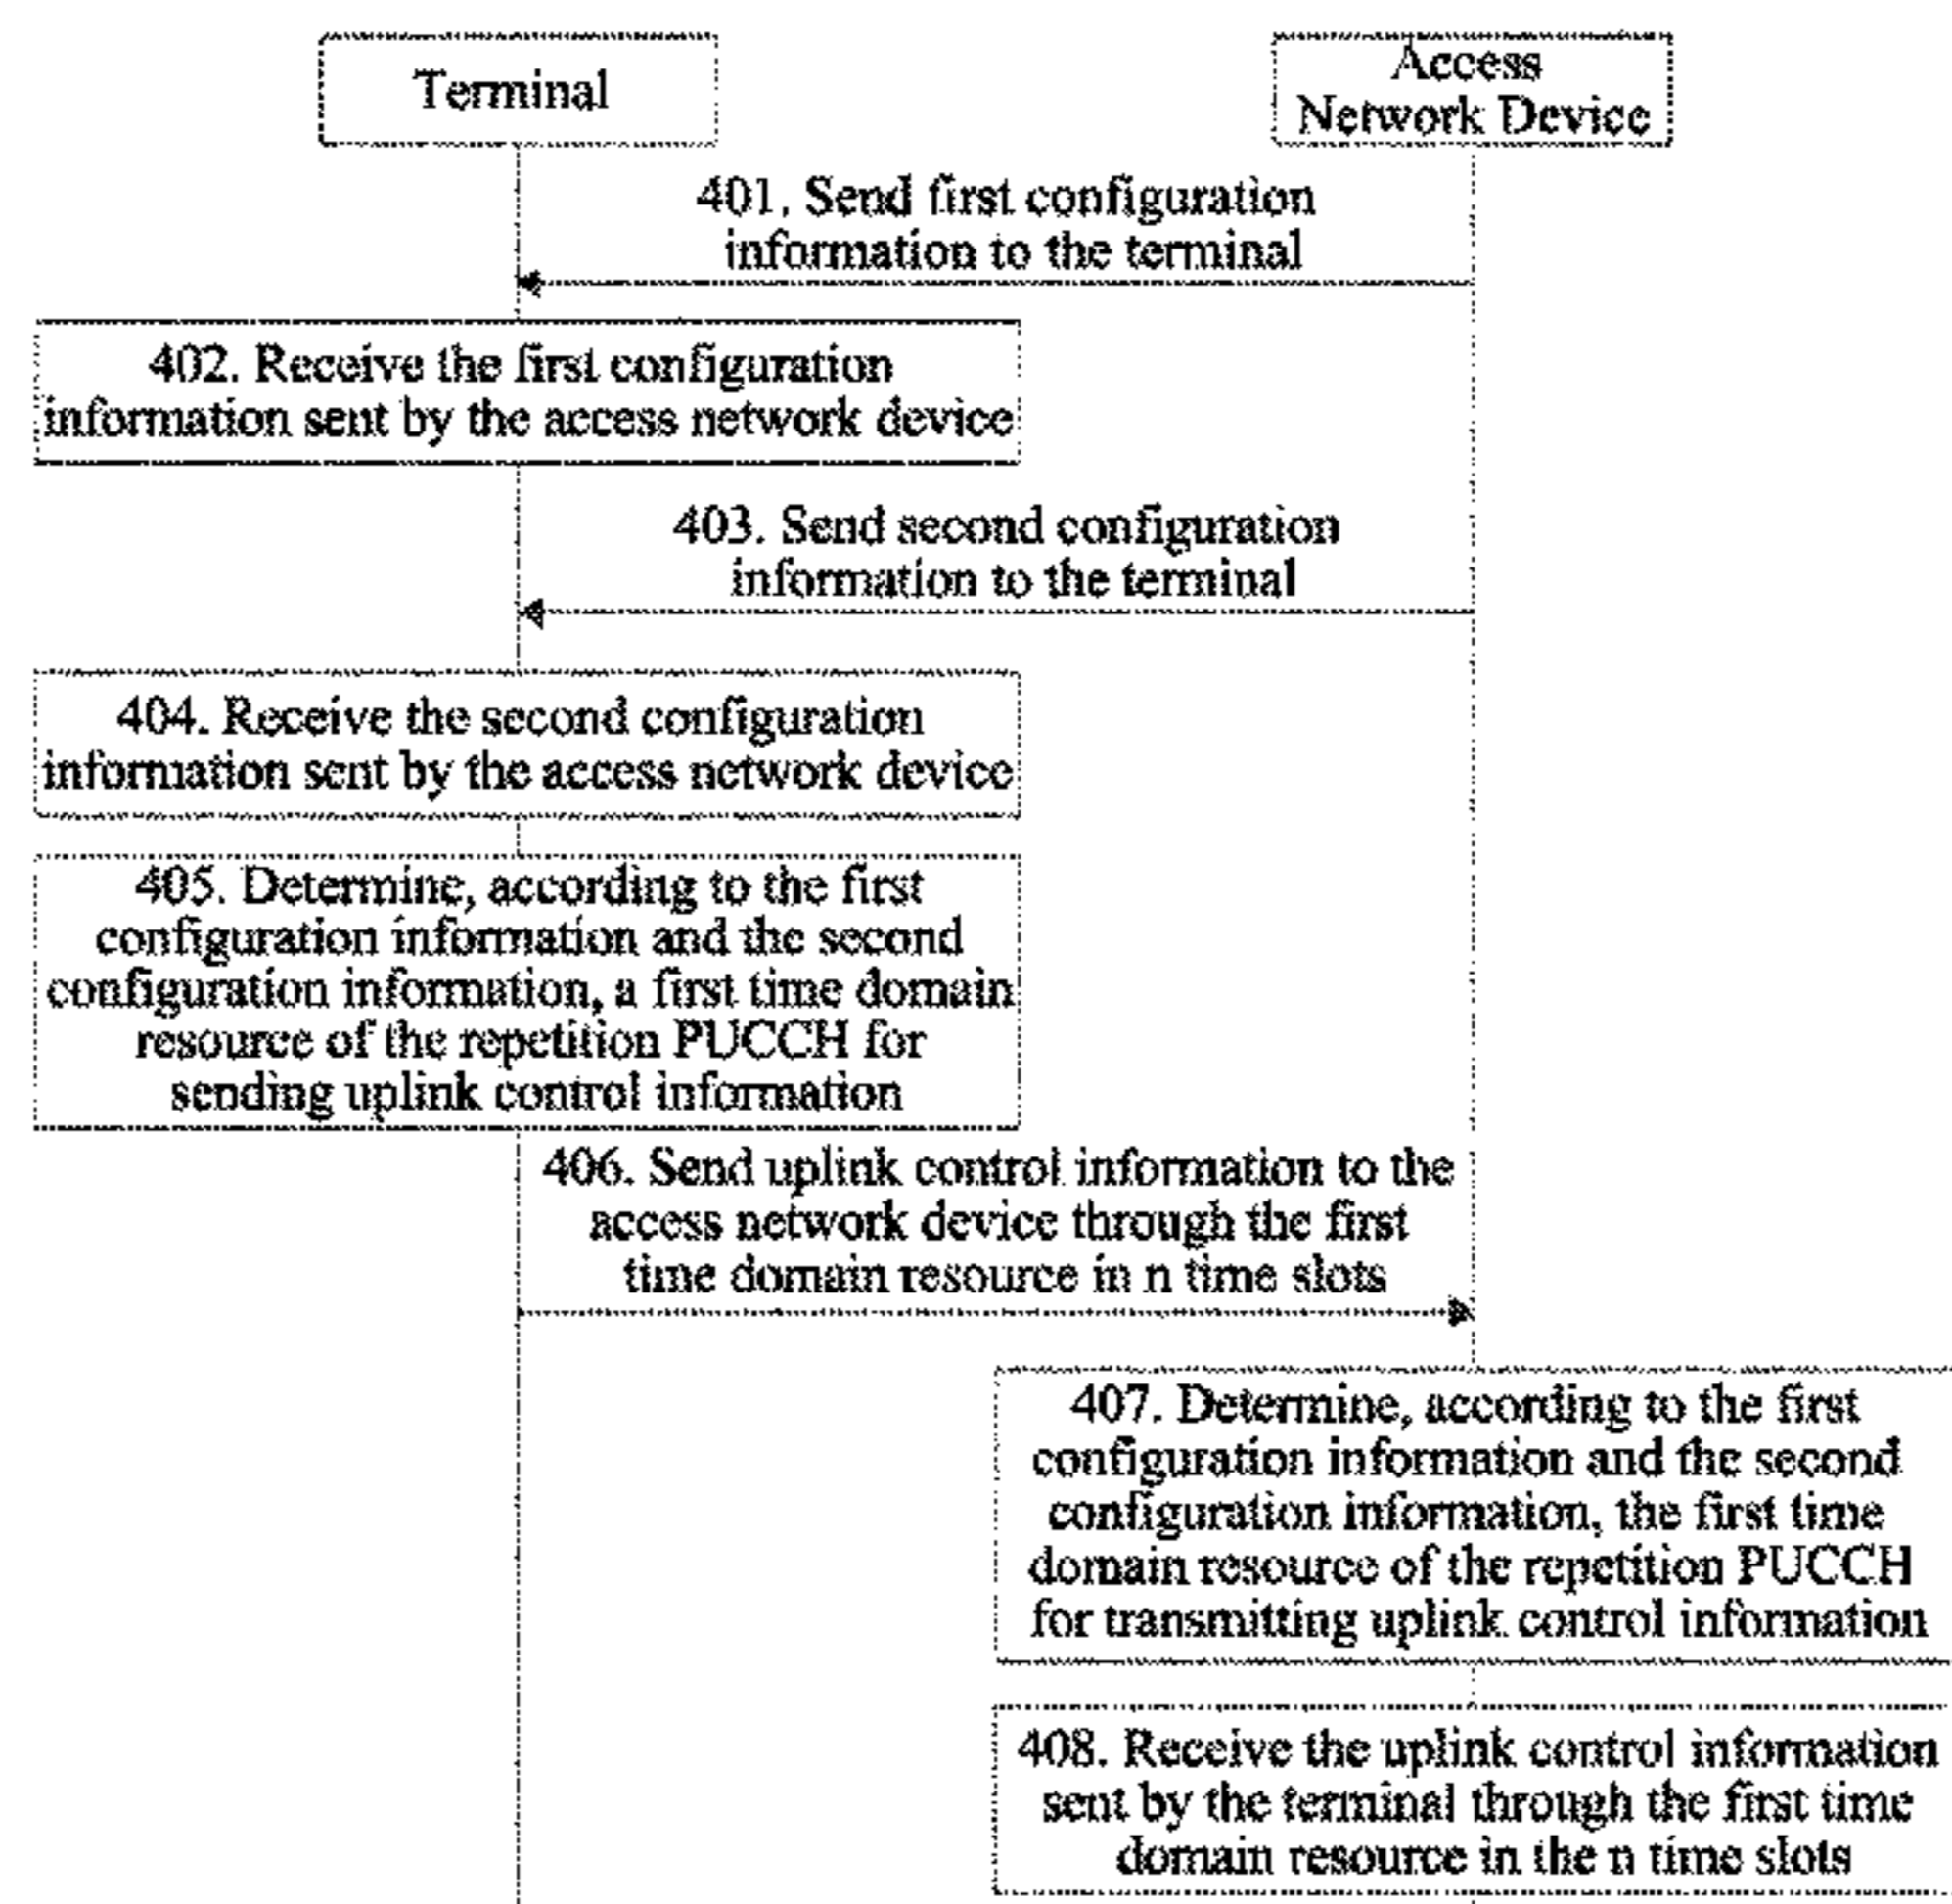 Terminal
Access
Network Device
401. Send first configuration
information to the terminal
402. Receive the first configuration
information sent by the access network device
403. Send second configuration
information to the terminal
404. Receive the second configuration
information sent by the access network device
405. Determine, according to the first
configuration information and the second
configuration information, a first time domain
resource of the repetition PUCCH for
sending uplink control information
406. Send uplink control information to the
access network device through the first
time domain resource in n time slots
407. Determine, according to the first
configuration information and the second
configuration information, the first time
domain resource of the repetition PUCCH
for transmitting uplink control information
408. Receive the uplink control information
sent by the terminal through the first time
domain resource in the n time slots